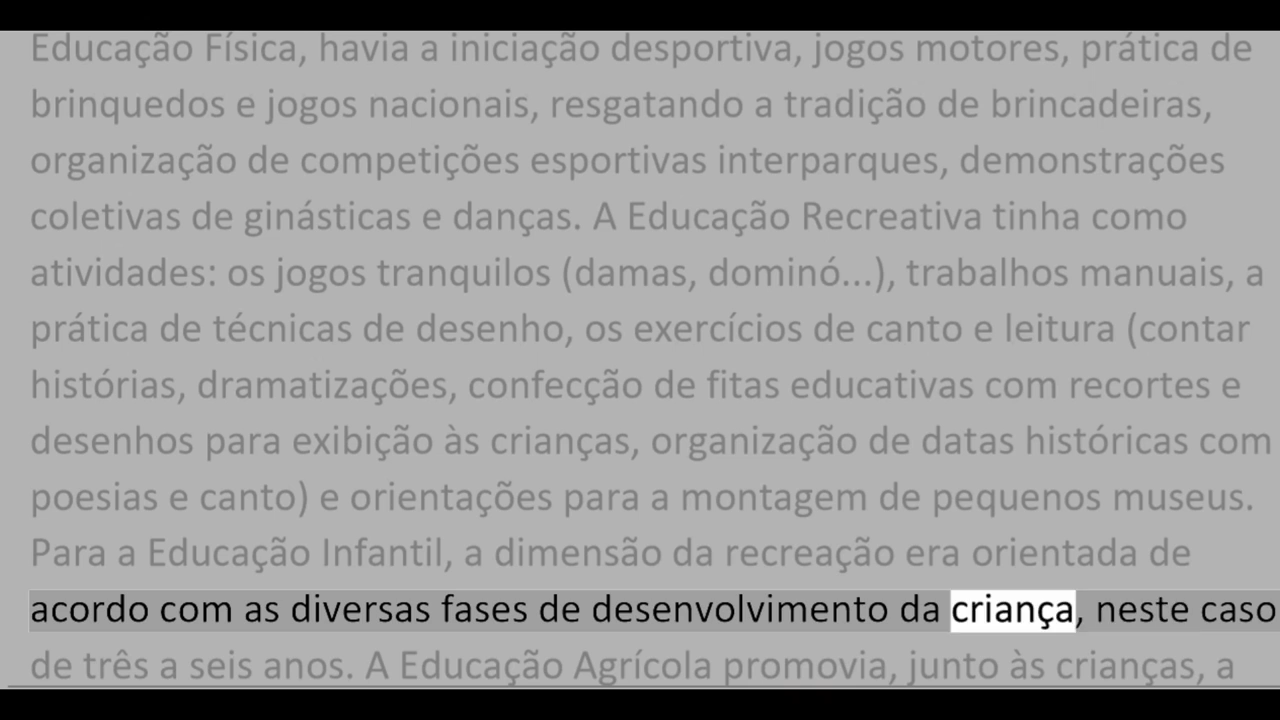 Educação Física, havia a iniciação desportiva, jogos motores, prática de
brinquedos e jogos nacionais, resgatando a tradição de brincadeiras,
organização de competições esportivas interparques, demonstrações
coletivas de ginásticas e danças. A Educação Recreativa tinha como
atividades: os jogos tranquilos (damas, dominó...), trabalhos manuais, a
prática de técnicas de desenho, os exercícios de canto e leitura (contar
histórias, dramatizações, confecção de fitas educativas com recortes e
desenhos para exibição às crianças, organização de datas históricas com
poesias e canto) e orientações para a montagem de pequenos museus.
Para a Educação Infantil, a dimensão da recreação era orientada de
acordo com as diversas fases de desenvolvimento da criança, neste caso
de três a seis anos. A Educação Agrícola promovia, junto às crianças, a